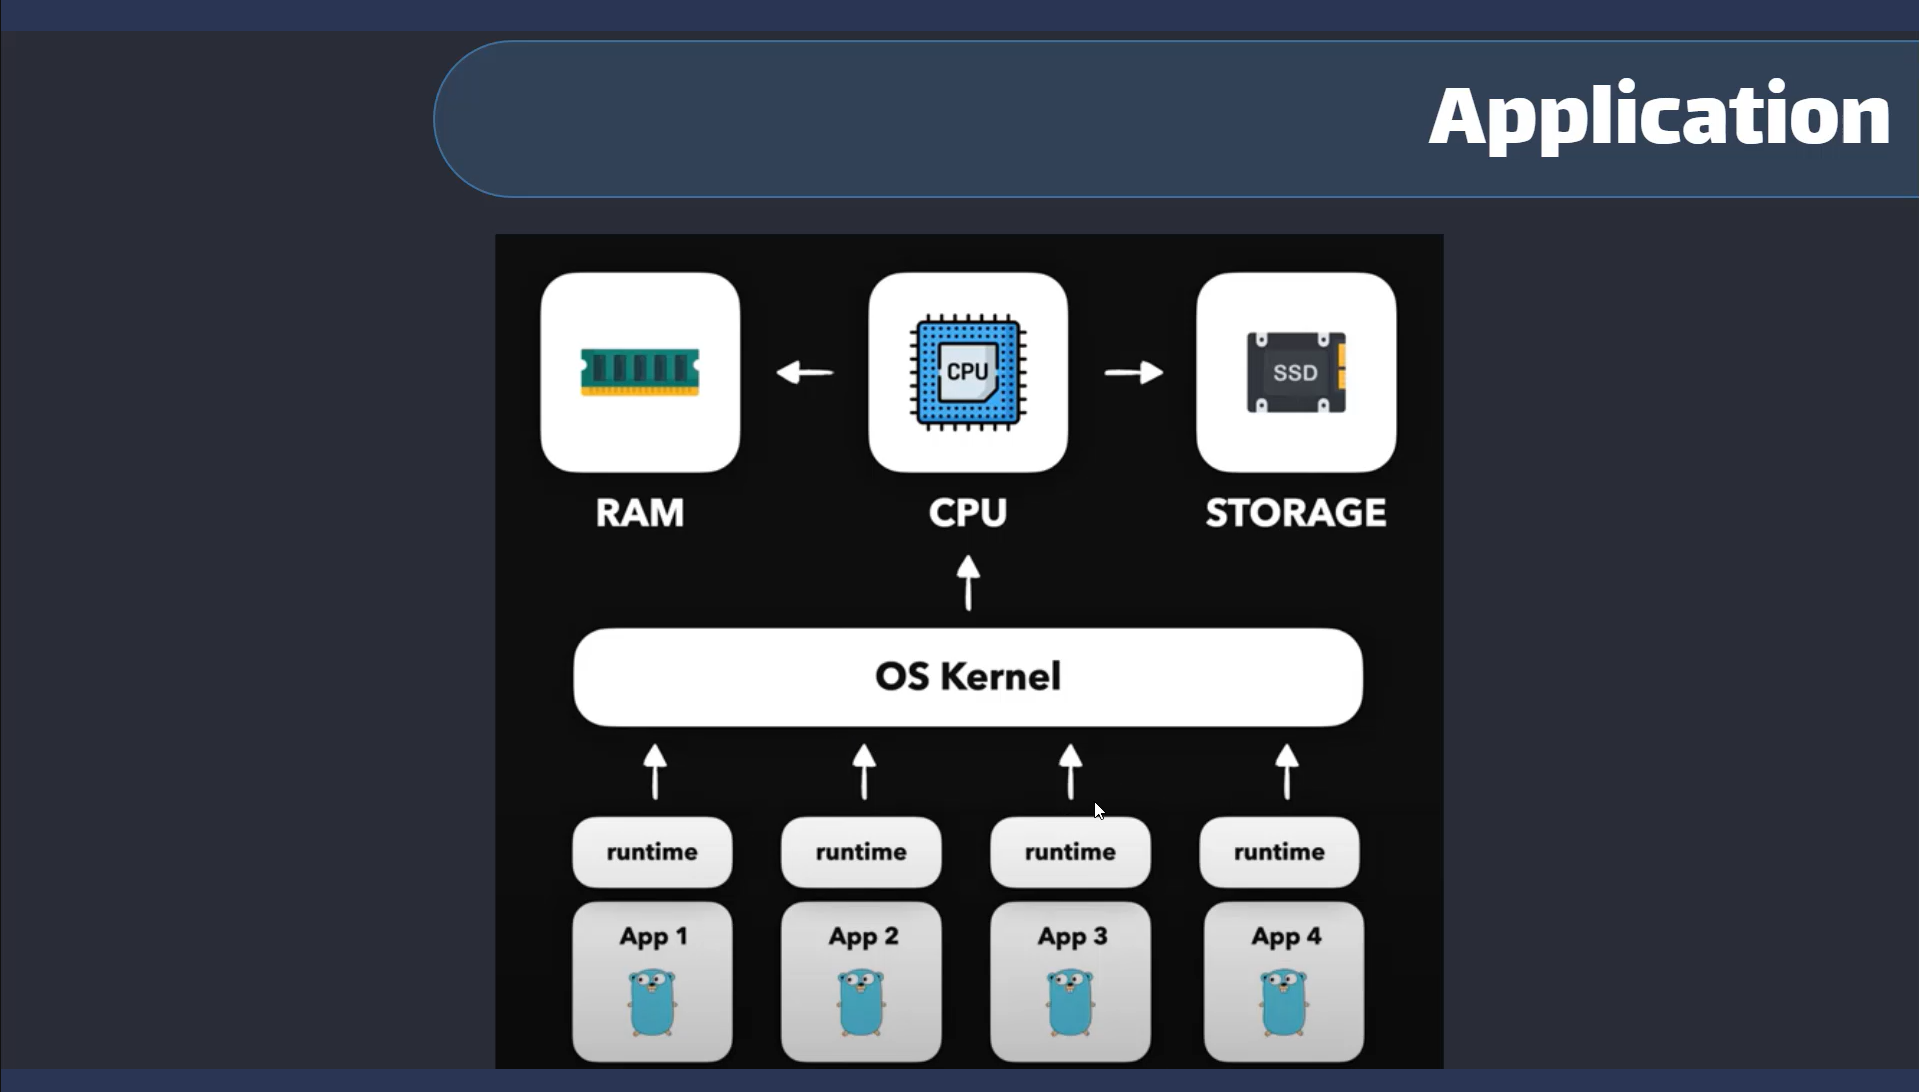 Application
CPU
SSD
RAM
CPU
STORAGE
OS Kernel
runtime
runtime
runtime
runtime
App 1
App 2
App 3
App 4